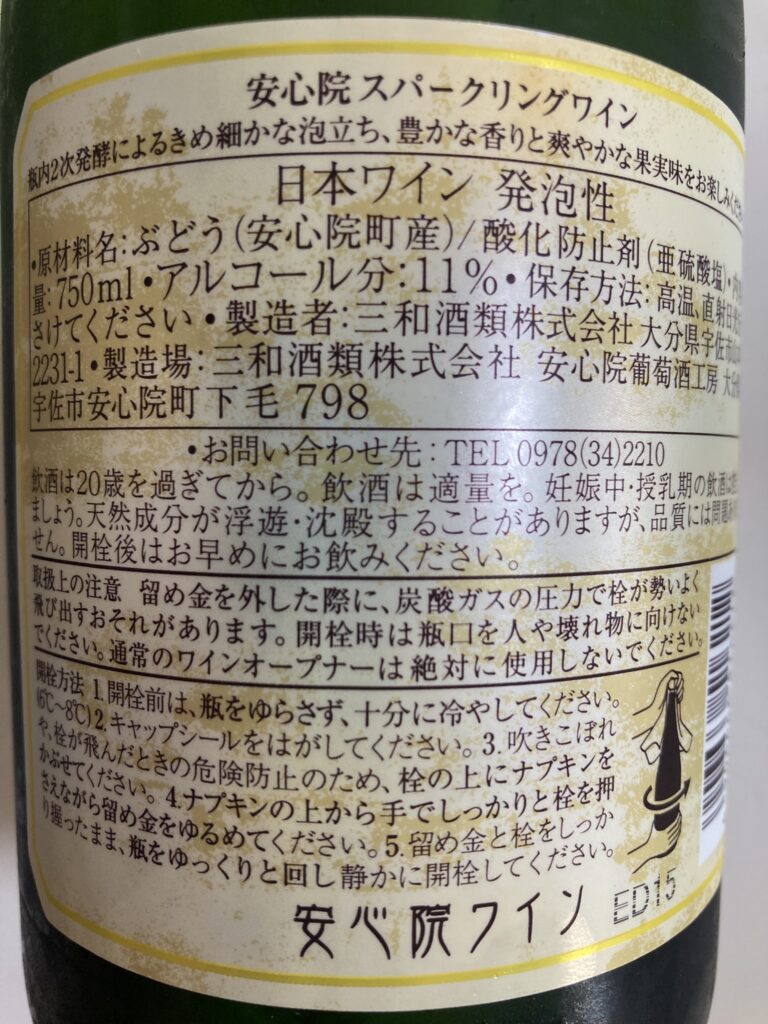 安心院スパークリングワイン
瓶内2次発酵によるきめ細かな泡立ち、豊かな香りと爽やかな果実味をお楽しみくだ
日本ワイン 発泡性
・原材料名:ぶどう(安心院町産)/酸化防止剤(亜硫酸塩)・内
量:750ml・アルコール分:11%・保存方法:高温、直射日光
さけてください・製造者:三和酒類株式会社 大分県宇佐市
2231-1・製造場:三和酒類株式会社 安心院葡萄酒工房 大分
宇佐市安心院町下毛 798
・お問い合わせ先:TEL 0978(34)2210
飲酒は20歳を過ぎてから。飲酒は適量を。妊娠中・授乳期の飲酒は
ましょう。天然成分が浮遊・沈殿することがありますが、品質には問題あ
せん。開栓後はお早めにお飲みください。
取扱上の注意 留め金を外した際に、炭酸ガスの圧力で栓が勢いよく
飛び出すおそれがあります。開栓時は瓶口を人や壊れ物に向けない
でください。通常のワインオープナーは絶対に使用しないでください。
開栓方法 1.開栓前は、瓶をゆらさず、十分に冷やしてください。
(6℃〜8℃)2.キャップシールをはがしてください。3.吹きこぼれ
や、栓が飛んだときの危険防止のため、栓の上にナプキンを
かぶせてください。4.ナプキンの上から手でしっかりと栓を押
さえながら留め金をゆるめてください。5.留め金と栓をしっか
り握ったまま、瓶をゆっくりと回し静かに開栓してください。
安心院ワイン
ED15